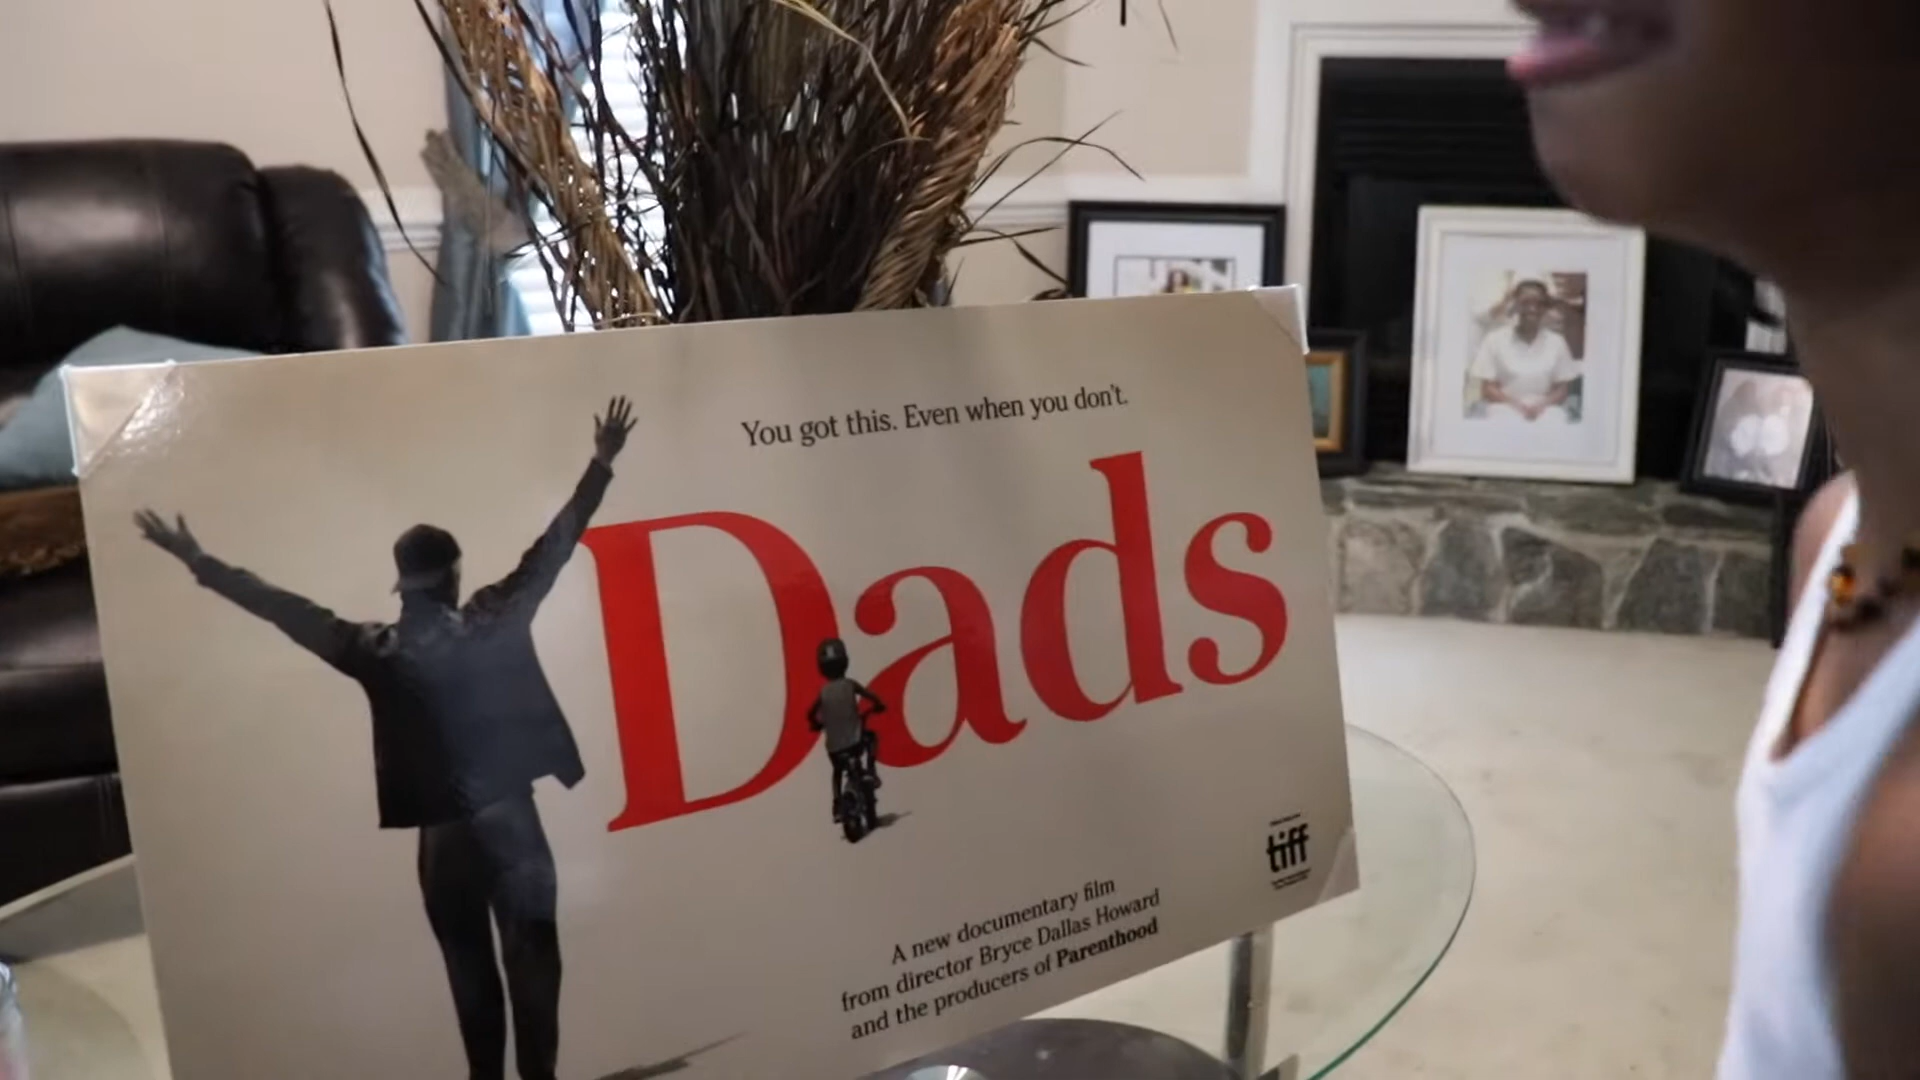 You got this. Even when you don't.
Dads
tiff
A new documentary film
from director Bryce Dallas Howard
and the producers of Parenthood